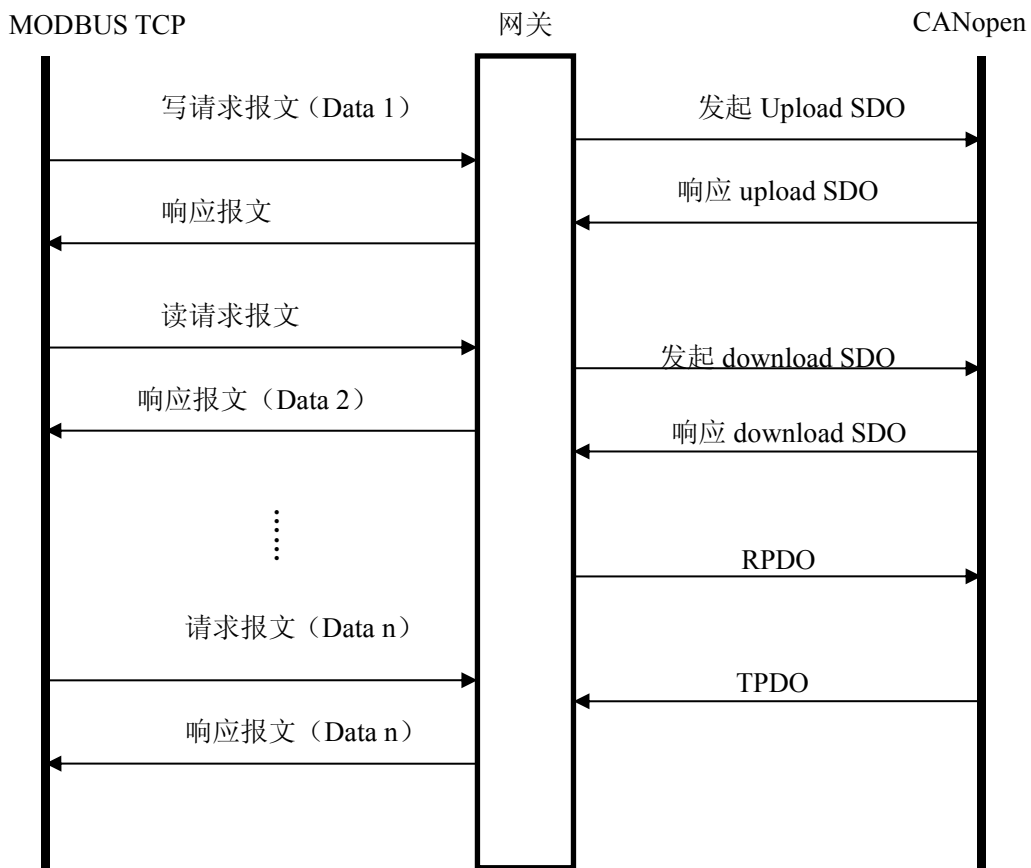 MODBUS TCP
网关
CANopen
写请求报文（Data 1）
发起 Upload SDO
响应报文
响应 upload SDO
读请求报文
发起 download SDO
响应报文（Data 2）
响应 download SDO
……
RPDO
请求报文（Data n）
TPDO
响应报文（Data n）